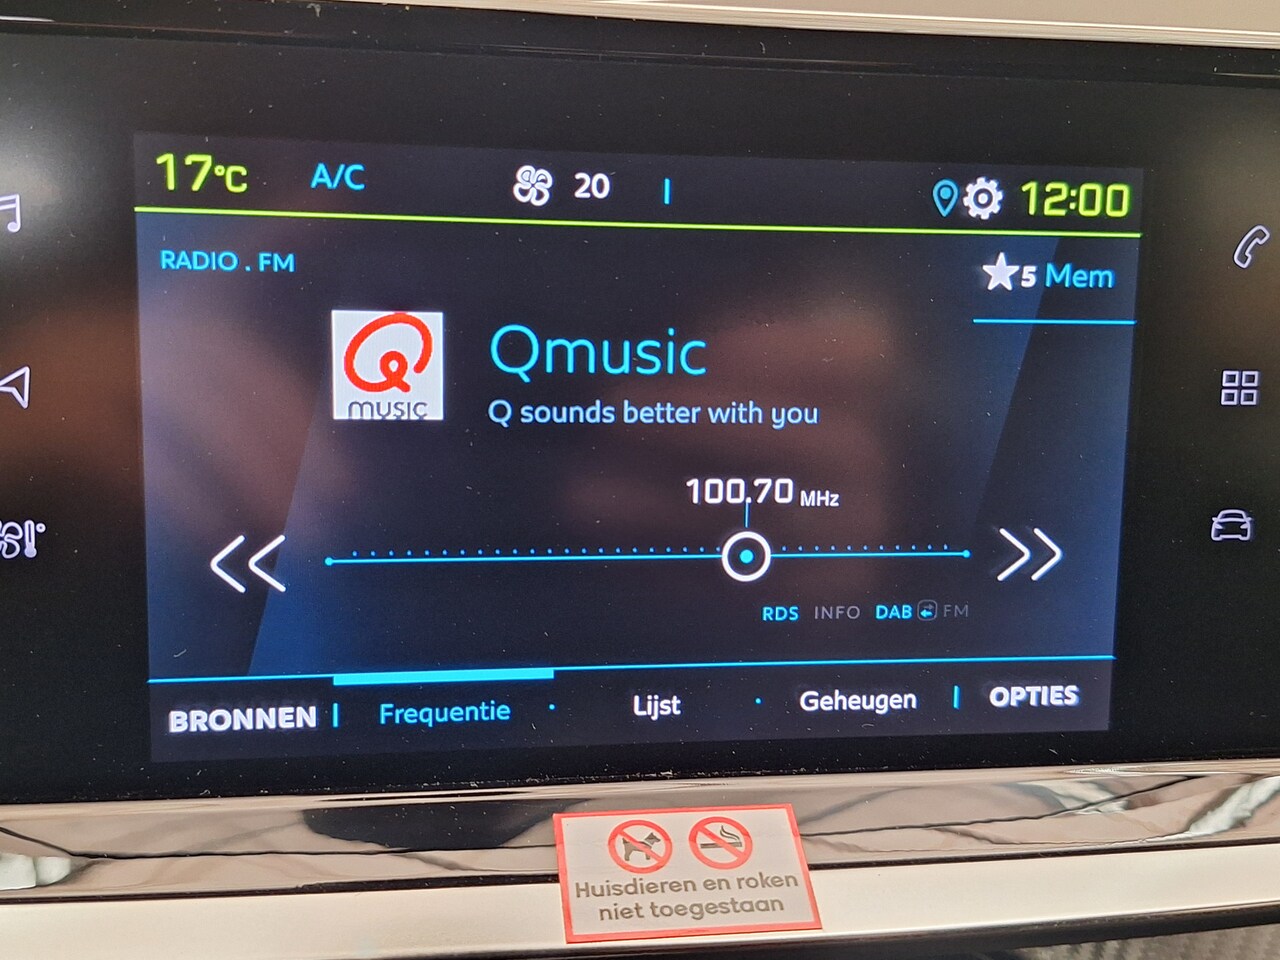 17°C A/C 20 12:00
RADIO . FM
5 Mem
Q
MUSIC
Qmusic
Q sounds better with you
100.70 MHz
RDS INFO DAB FM
BRONNEN Frequentie Lijst Geheugen OPTIES
Huisdieren en roken
niet toegestaan